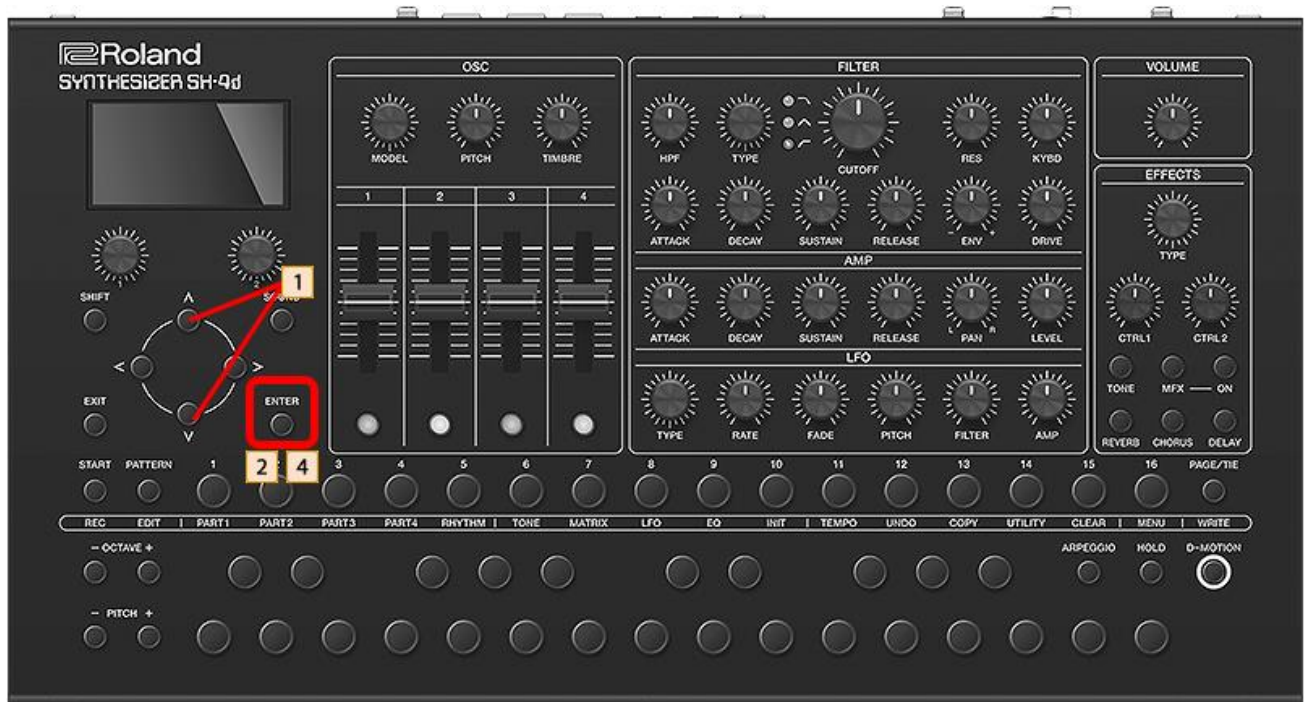 Roland
SYNTHESIZER SH-4d
OSC
MODEL PITCH TIMBRE
1 2 3 4
FILTER
HPF TYPE CUTOFF RES KYBD
ATTACK DECAY SUSTAIN RELEASE - ENV + DRIVE
AMP
ATTACK DECAY SUSTAIN RELEASE L PAN R LEVEL
LFO
TYPE RATE FADE PITCH FILTER AMP
VOLUME
EFFECTS
TYPE
CTRL1 CTRL2
TONE MFX ON
REVERB CHORUS DELAY
1 2
1
SHIFT
EXIT ENTER
2 4
START PATTERN 1 3 4 5 6 7 8 9 10 11 12 13 14 15 16 PAGE/TIE
REC EDIT | PART1 PART2 PART3 PART4 RHYTHM | TONE MATRIX LFO EQ INIT | TEMPO UNDO COPY UTILITY CLEAR | MENU | WRITE
- OCTAVE + ARPEGGIO HOLD D-MOTION
- PITCH +